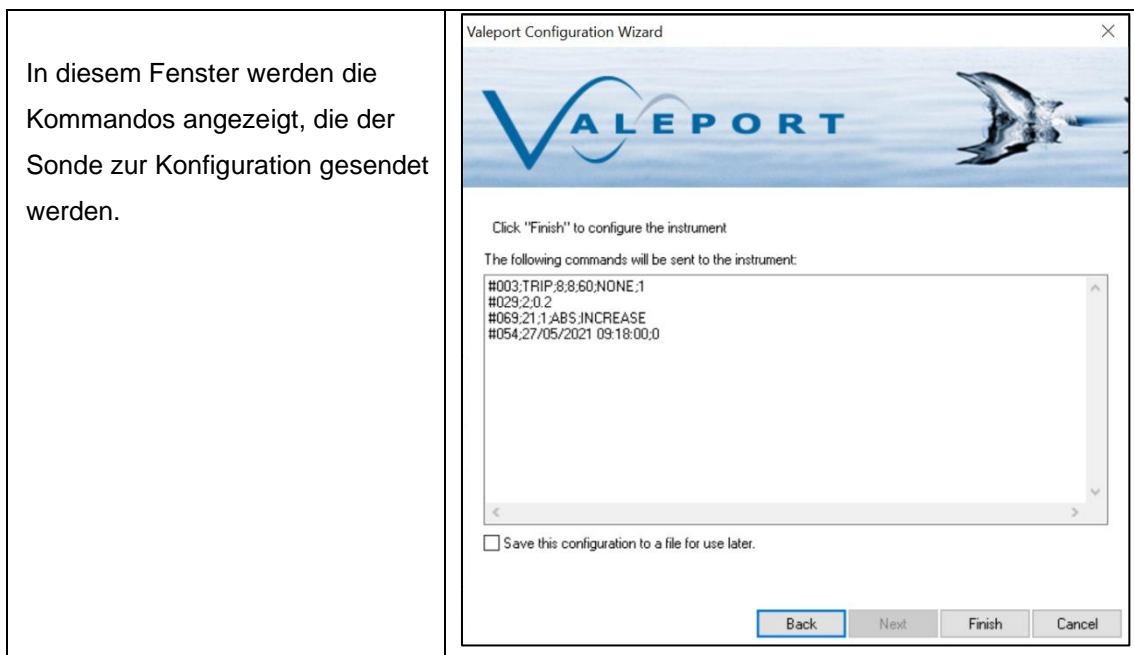 In diesem Fenster werden die
Kommandos angezeigt, die der
Sonde zur Konfiguration gesendet
werden.
Valeport Configuration Wizard
VALEPORT
Click "Finish" to configure the instrument
The following commands will be sent to the instrument:
#003;TRIP;8;8;60;NONE;1
#029;2;0.2
#069;21;1;ABS;INCREASE
#054;27/05/2021 09:18:00;0
Save this configuration to a file for use later.
Back Next Finish Cancel